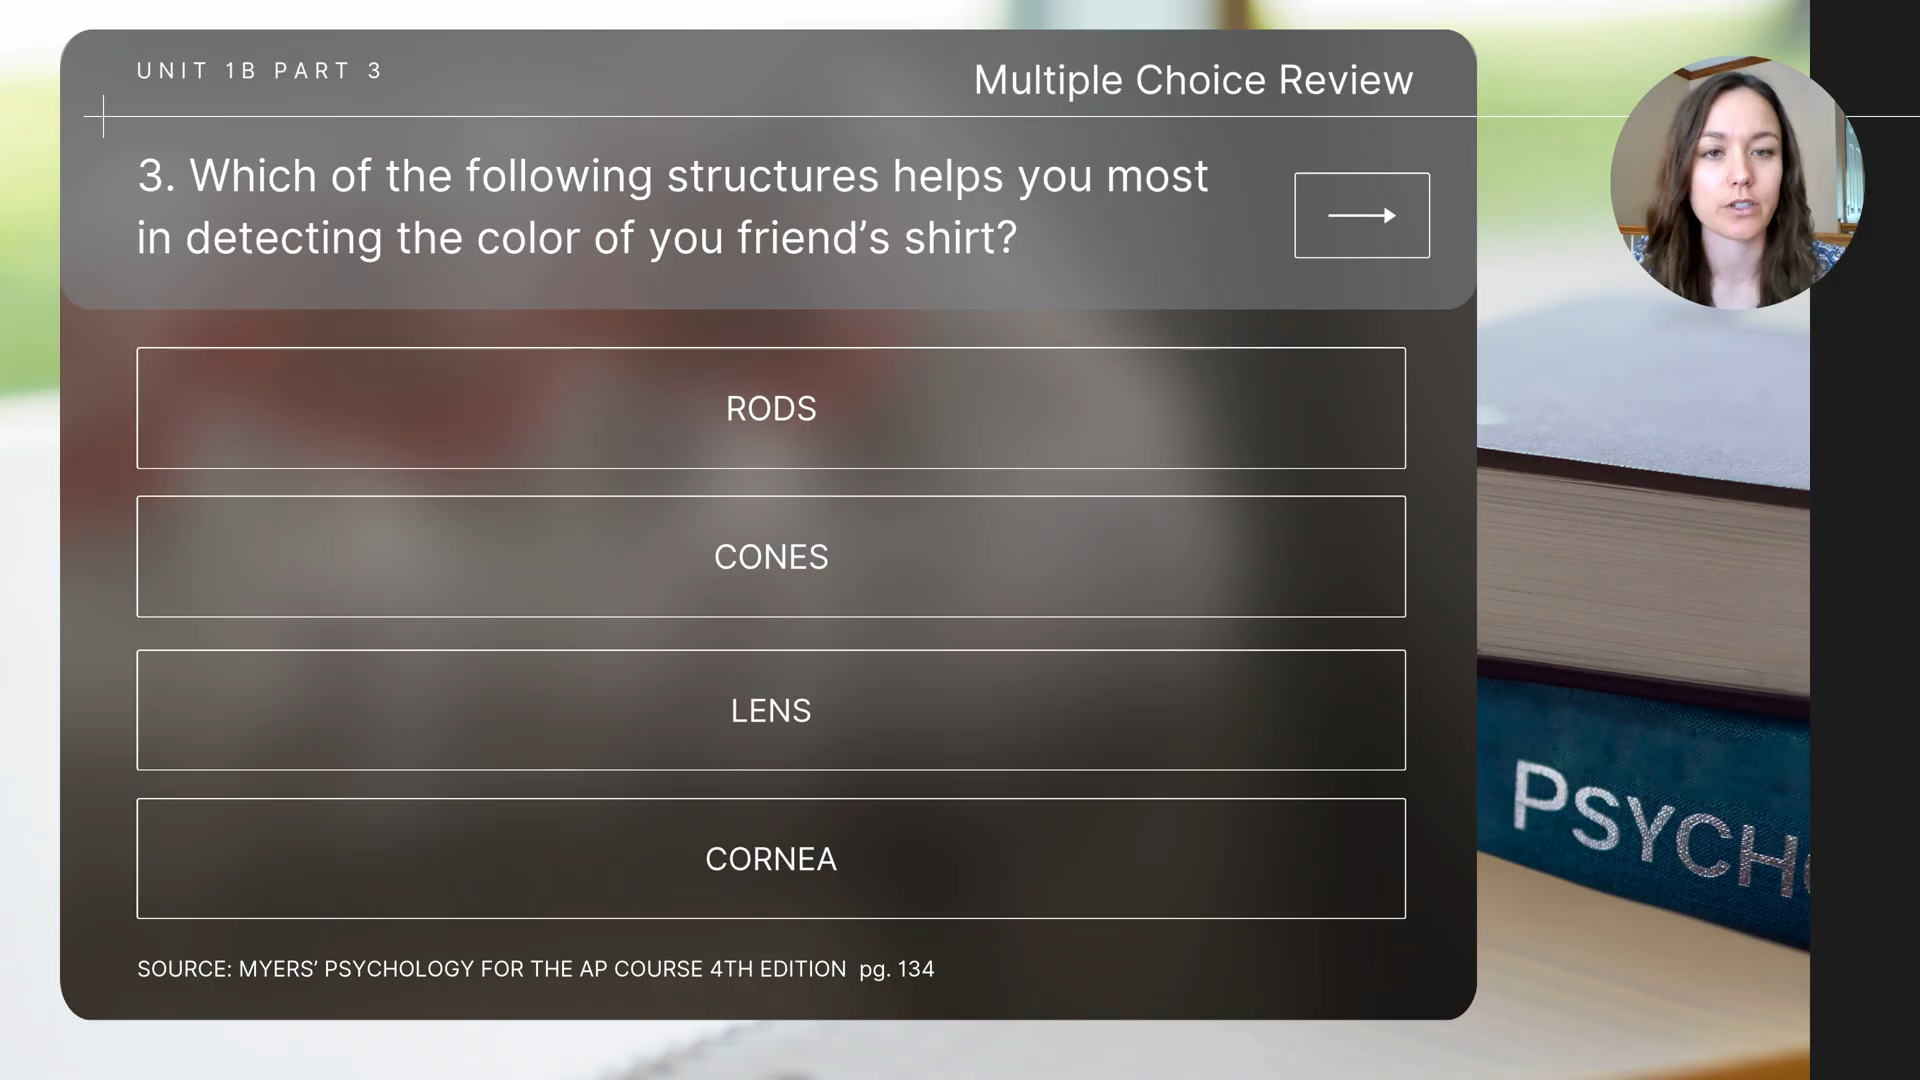 UNIT 1B PART 3
Multiple Choice Review
3. Which of the following structures helps you most
in detecting the color of you friend’s shirt?
RODS
CONES
LENS
CORNEA
SOURCE: MYERS’ PSYCHOLOGY FOR THE AP COURSE 4TH EDITION pg. 134
PSYCH